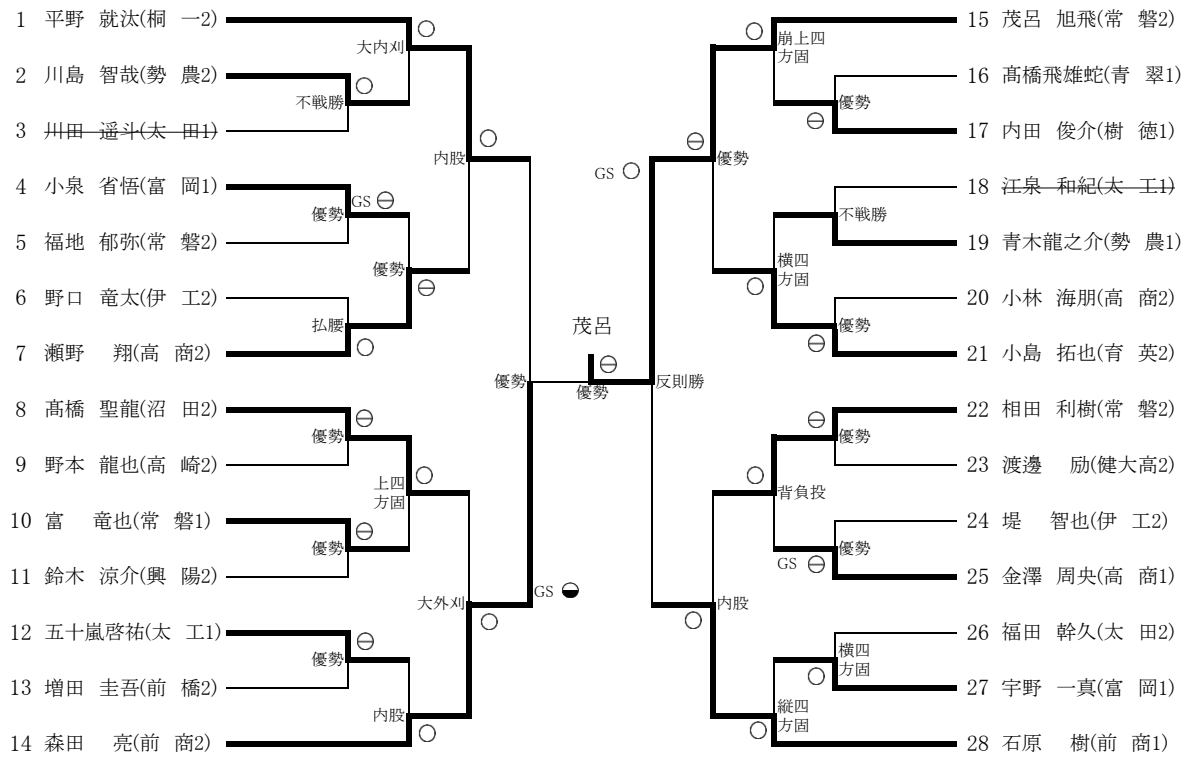 1 平野 就汰(桐 一2)
大内刈
2 川島 智哉(勢 農2)
不戦勝
3 川田 遥斗(太 田1)
内股
4 小泉 省悟(富 岡1)
GS
優勢
5 福地 郁弥(常 磐2)
優勢
6 野口 竜太(伊 工2)
払腰
7 瀬野 翔(高 商2)
優勢
8 髙橋 聖龍(沼 田2)
優勢
9 野本 龍也(高 崎2)
上四
方固
10 富 竜也(常 磐1)
優勢
11 鈴木 涼介(興 陽2)
GS
大外刈
12 五十嵐啓祐(太 工1)
優勢
13 増田 圭吾(前 橋2)
内股
14 森田 亮(前 商2)
茂呂
優勢
15 茂呂 旭飛(常 磐2)
崩上四
方固
16 髙橋飛雄蛇(青 翠1)
優勢
17 内田 俊介(樹 徳1)
優勢
GS
18 江泉 和紀(太 工1)
不戦勝
19 青木龍之介(勢 農1)
横四
方固
20 小林 海朋(高 商2)
優勢
21 小島 拓也(育 英2)
反則勝
22 相田 利樹(常 磐2)
優勢
23 渡邊 励(健大高2)
背負投
24 堤 智也(伊 工2)
優勢
GS
25 金澤 周央(高 商1)
内股
26 福田 幹久(太 田2)
横四
方固
27 宇野 一真(富 岡1)
縦四
方固
28 石原 樹(前 商1)